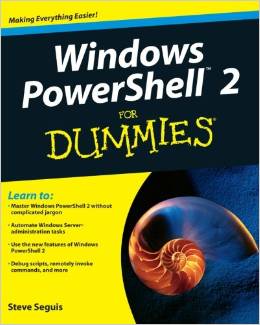 Making Everything Easier!™
Windows
PowerShell™ 2
FOR
DUMMIES®
Learn to:
• Master Windows PowerShell 2 without
complicated jargon
• Automate Windows Server®
administration tasks
• Use the new features of Windows
PowerShell 2
• Debug scripts, remotely invoke
commands, and more
Steve Seguis